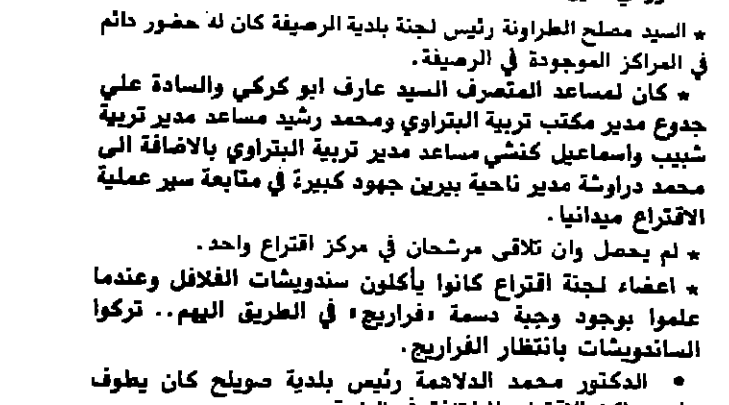 * السيد مصلح الطراونة رئيس لجنة بلدية الرصيفة كان له حضور دائم
في المراكز الموجودة في الرصيفة.
* كان لمساعد المتصرف السيد عارف ابو كركي والسادة علي
جدوع مدير مكتب تربية البتراوي ومحمد رشيد مساعد مدير تربية
شبيب واسماعيل كنشي مساعد مدير تربية البتراوي بالاضافة الى
محمد دراوشة مدير ناحية بيرين جهود كبيرة في متابعة سير عملية
الاقتراع ميدانيا.
* لم يحصل وان تلاقى مرشحان في مركز اقتراع واحد.
* اعضاء لجنة اقتراع كانوا يأكلون سندويشات الفلافل وعندما
علموا بوجود وجبة دسمة «فراريج» في الطريق اليهم.. تركوا
الساندويشات بانتظار الفراريج.
• الدكتور محمد الدلاهمة رئيس بلدية صويلح كان يطوف